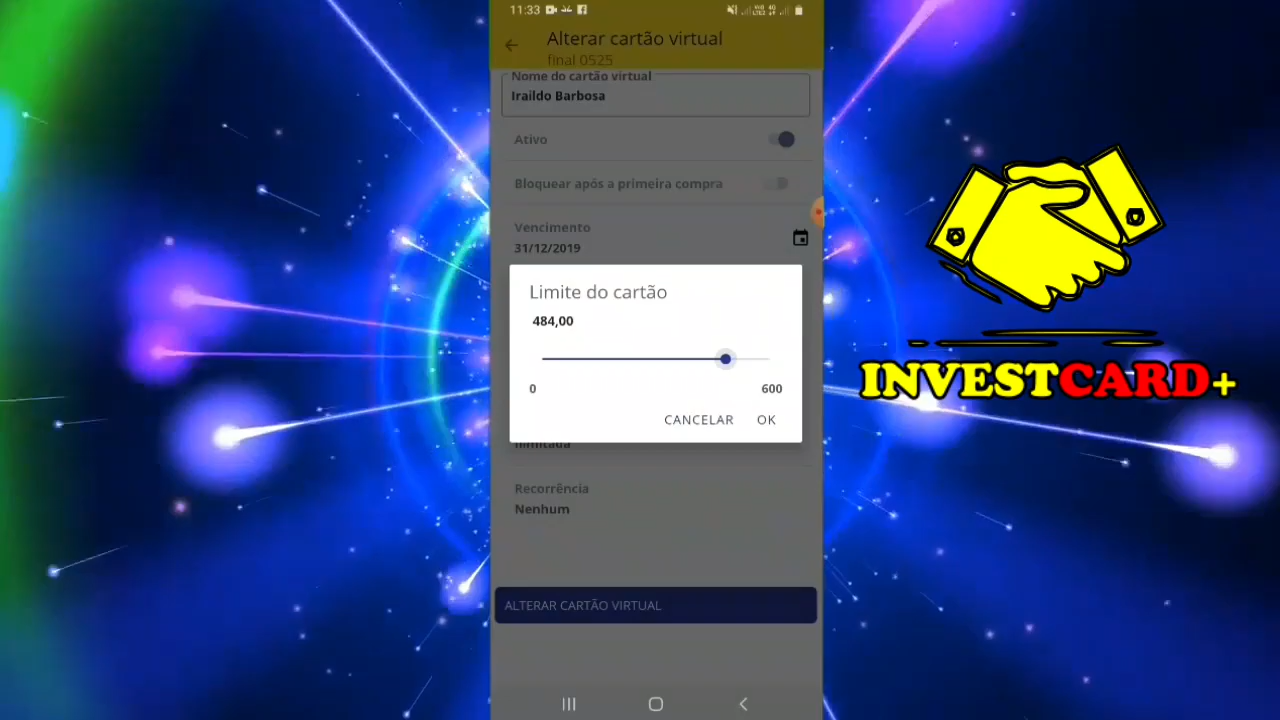 11:33
Alterar cartão virtual
final 0525
Nome do cartão virtual
Iraildo Barbosa
Ativo
Bloquear após a primeira compra
Vencimento
31/12/2019
Limite do cartão
484,00
0 600
CANCELAR OK
Ilimitada
Recorrência
Nenhum
ALTERAR CARTÃO VIRTUAL
INVESTCARD+